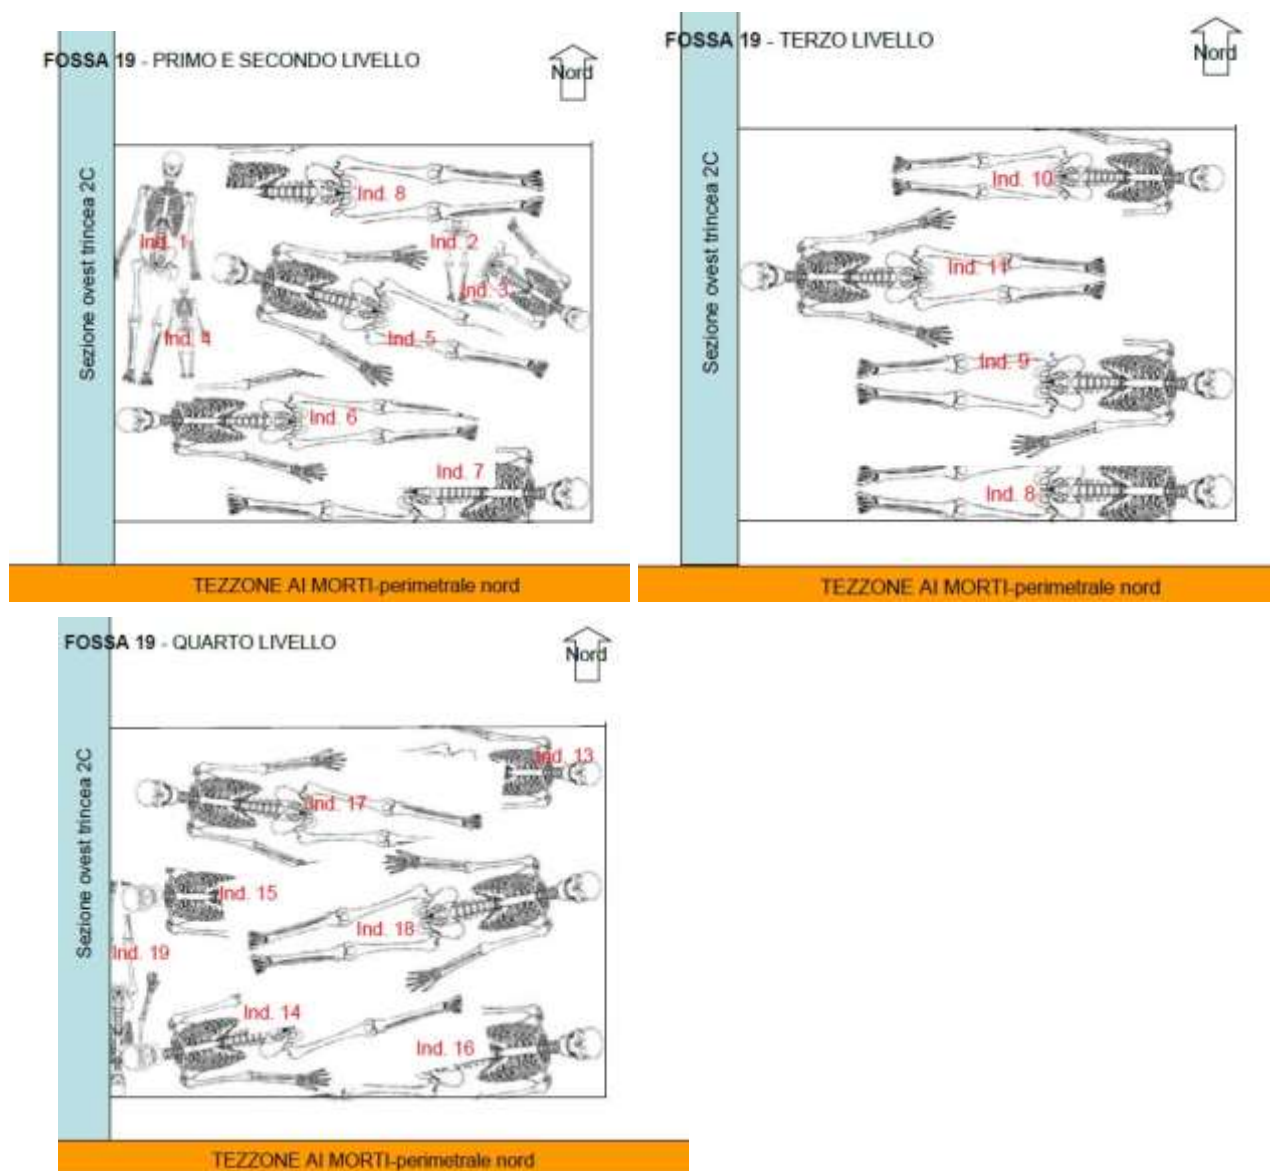 FOSSA 19 - PRIMO E SECONDO LIVELLO
Nord
Sezione ovest trincea 2C
Ind. 8
Ind. 1
Ind. 2
Ind. 3
Ind. 4
Ind. 5
Ind. 6
Ind. 7
TEZZONE AI MORTI-perimetrale nord
FOSSA 19 - TERZO LIVELLO
Nord
Sezione ovest trincea 2C
Ind. 10
Ind. 11
Ind. 9
Ind. 8
TEZZONE AI MORTI-perimetrale nord
FOSSA 19 - QUARTO LIVELLO
Nord
Sezione ovest trincea 2C
Ind. 13
Ind. 17
Ind. 15
Ind. 18
Ind. 19
Ind. 14
Ind. 16
TEZZONE AI MORTI-perimetrale nord